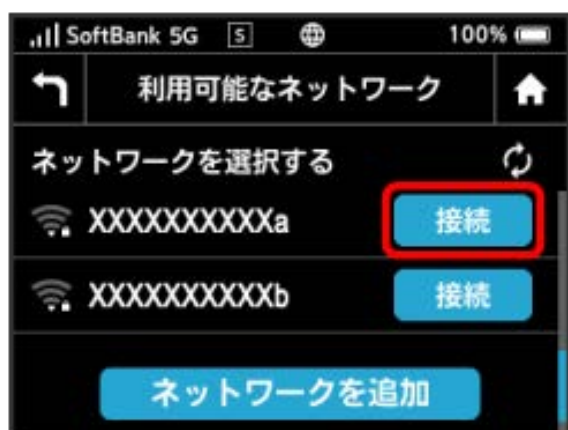 SoftBank 5G S 100%
利用可能なネットワーク
ネットワークを選択する
XXXXXXXXXXa 接続
XXXXXXXXXXb 接続
ネットワークを追加